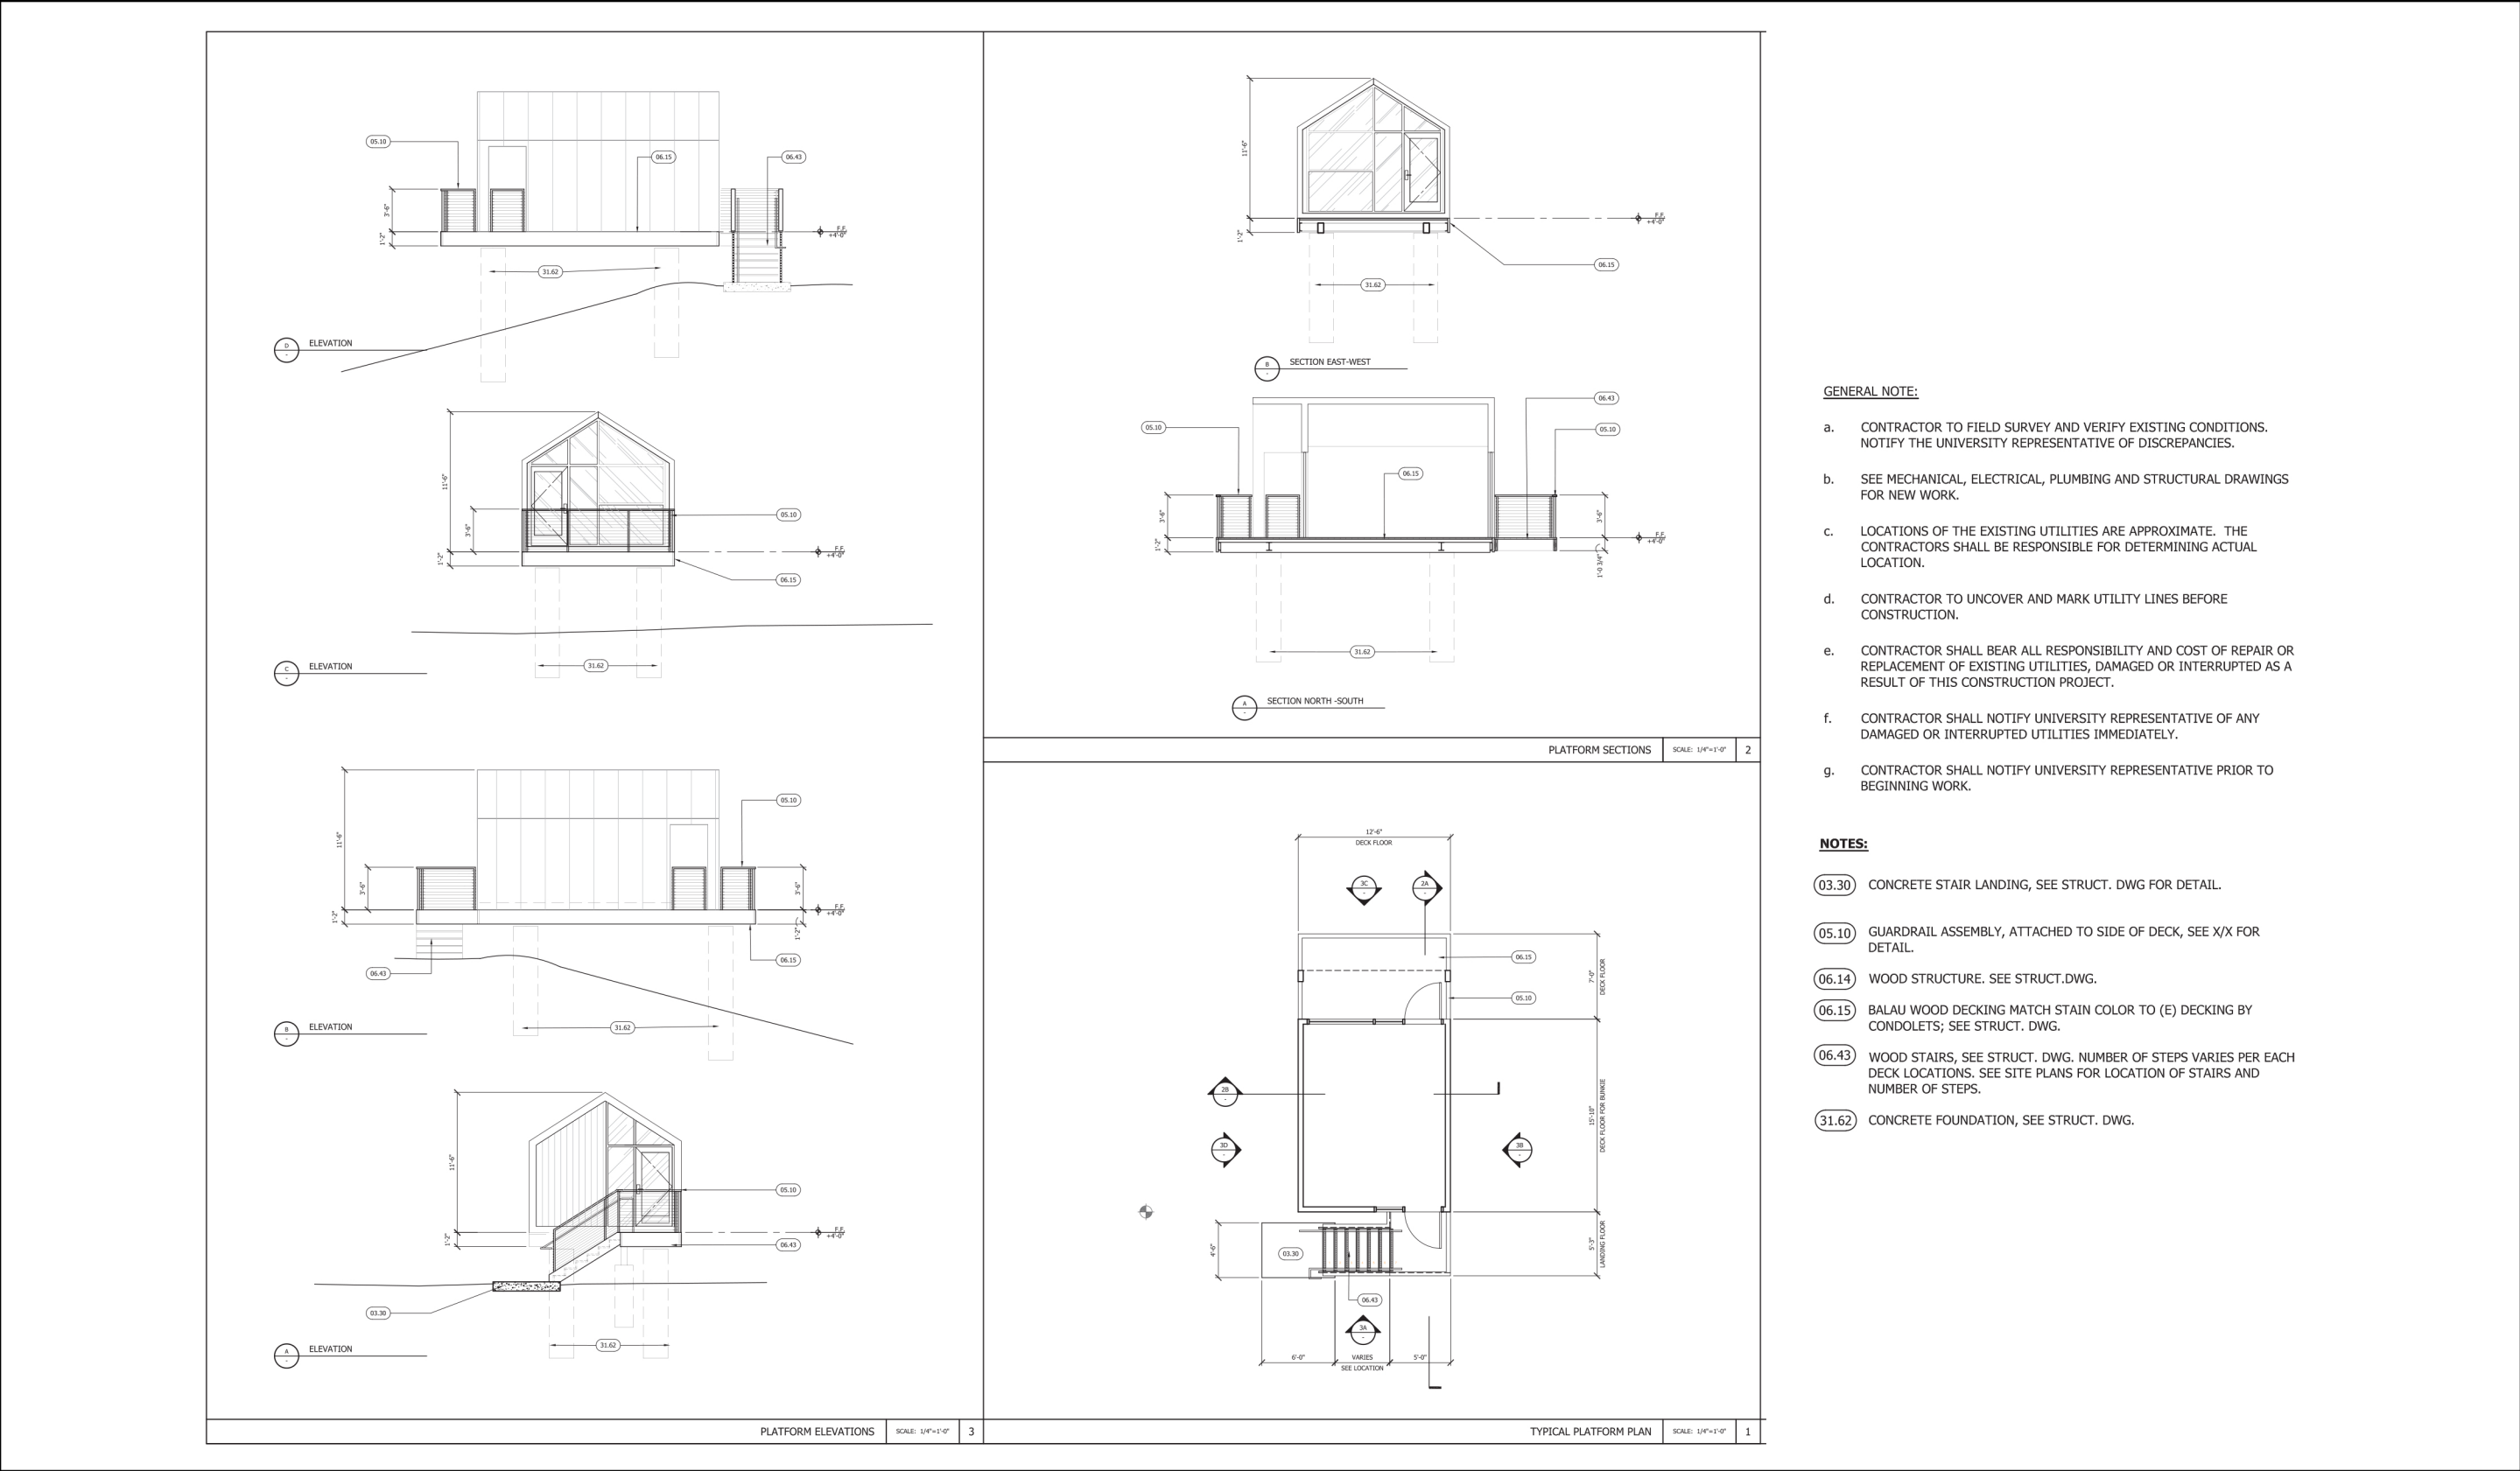 05.10
06.15
06.43
3'-6"
1'-2"
F.F.
+4'-0"
31.62
D
-
ELEVATION
11'-6"
3'-6"
1'-2"
05.10
F.F.
+4'-0"
06.15
31.62
C
-
ELEVATION
05.10
11'-6"
3'-6"
3'-6"
1'-2"
F.F.
+4'-0"
1'-2"
06.15
06.43
31.62
B
-
ELEVATION
11'-6"
05.10
F.F.
+4'-0"
1'-2"
06.43
03.30
31.62
A
-
ELEVATION
PLATFORM ELEVATIONS
SCALE: 1/4"=1'-0"
3
11'-6"
F.F.
+4'-0"
1'-2"
06.15
31.62
B
-
SECTION EAST-WEST
06.43
05.10
05.10
06.15
3'-6"
3'-6"
1'-2"
F.F.
+4'-0"
1'-0 3/4"
31.62
A
-
SECTION NORTH -SOUTH
PLATFORM SECTIONS
SCALE: 1/4"=1'-0"
2
12'-6"
DECK FLOOR
3C
-
2A
-
06.15
7'-0"
DECK FLOOR
05.10
2B
-
15'-10"
DECK FLOOR FOR BUNKIE
3D
-
3B
-
4'-6"
03.30
5'-3"
LANDING FLOOR
06.43
3A
-
6'-0"
VARIES
SEE LOCATION
5'-0"
TYPICAL PLATFORM PLAN
SCALE: 1/4"=1'-0"
1
GENERAL NOTE:
a. CONTRACTOR TO FIELD SURVEY AND VERIFY EXISTING CONDITIONS.
NOTIFY THE UNIVERSITY REPRESENTATIVE OF DISCREPANCIES.
b. SEE MECHANICAL, ELECTRICAL, PLUMBING AND STRUCTURAL DRAWINGS
FOR NEW WORK.
c. LOCATIONS OF THE EXISTING UTILITIES ARE APPROXIMATE. THE
CONTRACTORS SHALL BE RESPONSIBLE FOR DETERMINING ACTUAL
LOCATION.
d. CONTRACTOR TO UNCOVER AND MARK UTILITY LINES BEFORE
CONSTRUCTION.
e. CONTRACTOR SHALL BEAR ALL RESPONSIBILITY AND COST OF REPAIR OR
REPLACEMENT OF EXISTING UTILITIES, DAMAGED OR INTERRUPTED AS A
RESULT OF THIS CONSTRUCTION PROJECT.
f. CONTRACTOR SHALL NOTIFY UNIVERSITY REPRESENTATIVE OF ANY
DAMAGED OR INTERRUPTED UTILITIES IMMEDIATELY.
g. CONTRACTOR SHALL NOTIFY UNIVERSITY REPRESENTATIVE PRIOR TO
BEGINNING WORK.
NOTES:
03.30 CONCRETE STAIR LANDING, SEE STRUCT. DWG FOR DETAIL.
05.10 GUARDRAIL ASSEMBLY, ATTACHED TO SIDE OF DECK, SEE X/X FOR
DETAIL.
06.14 WOOD STRUCTURE. SEE STRUCT.DWG.
06.15 BALAU WOOD DECKING MATCH STAIN COLOR TO (E) DECKING BY
CONDOLETS; SEE STRUCT. DWG.
06.43 WOOD STAIRS, SEE STRUCT. DWG. NUMBER OF STEPS VARIES PER EACH
DECK LOCATIONS. SEE SITE PLANS FOR LOCATION OF STAIRS AND
NUMBER OF STEPS.
31.62 CONCRETE FOUNDATION, SEE STRUCT. DWG.